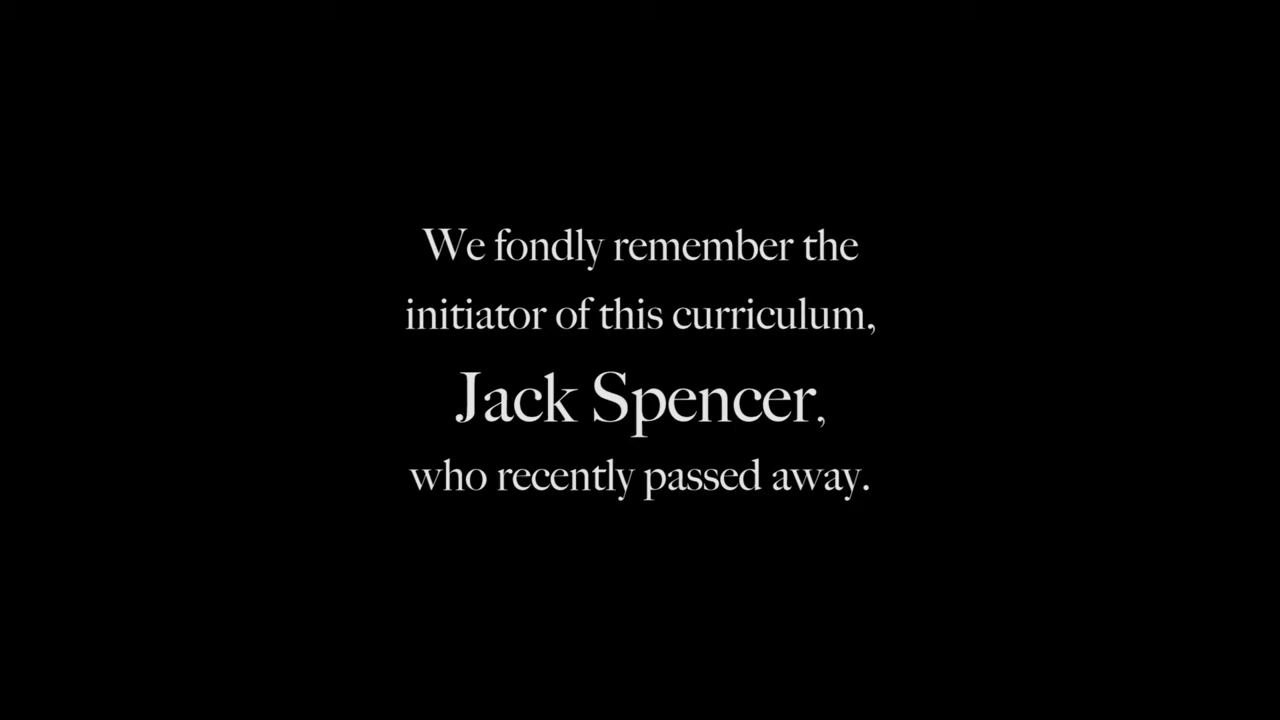 We fondly remember the
initiator of this curriculum,
Jack Spencer,
who recently passed away.